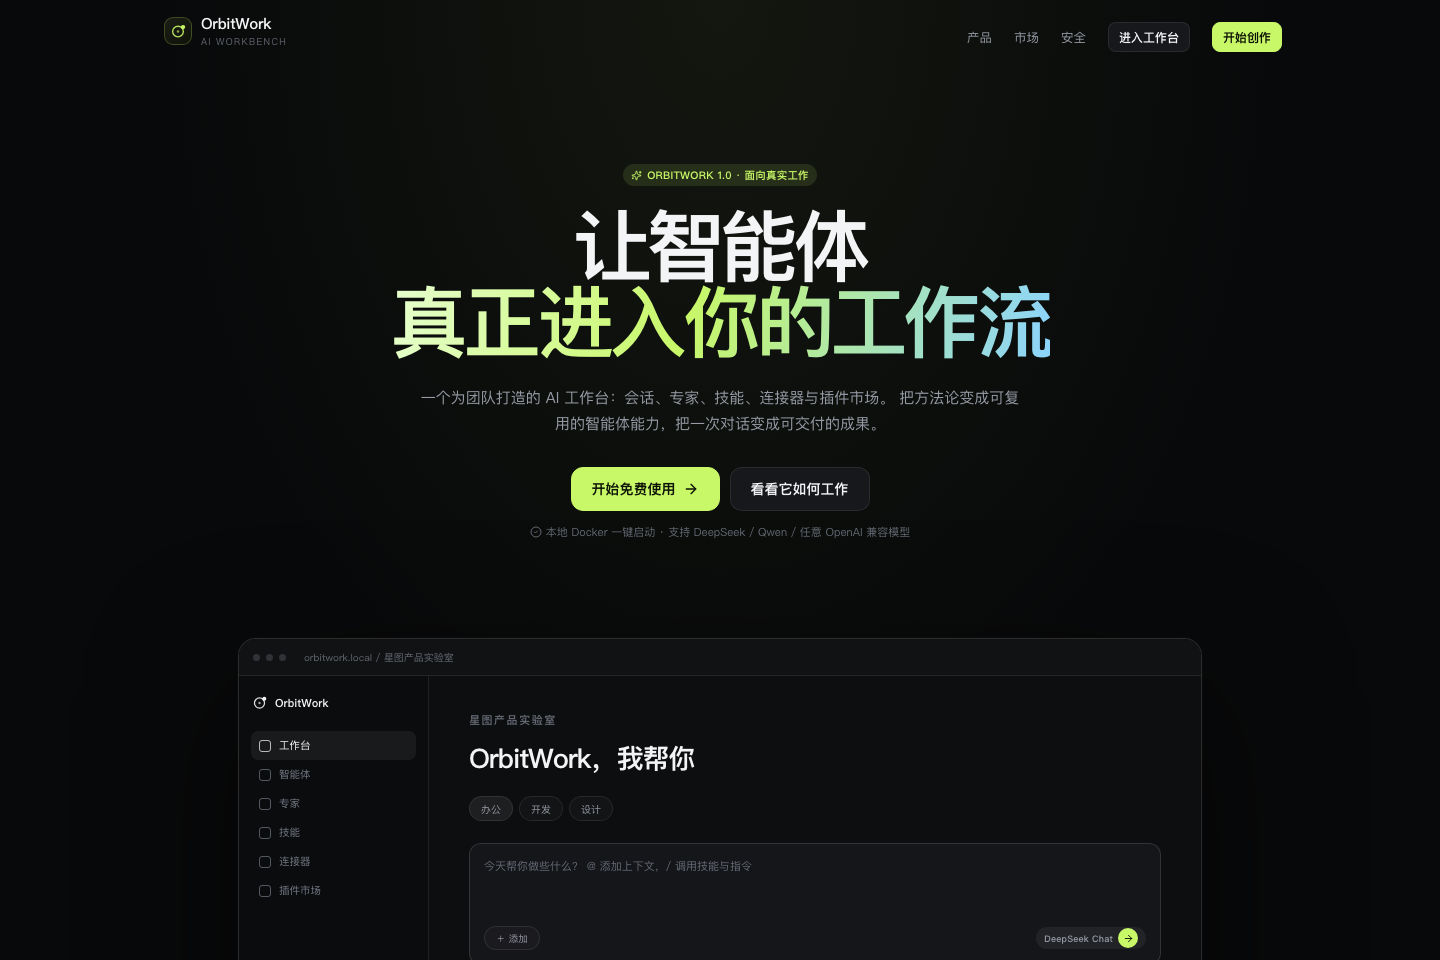 OrbitWork
AI WORKBENCH
产品
市场
安全
进入工作台
开始创作
ORBITWORK 1.0 · 面向真实工作
让智能体
真正进入你的工作流
一个为团队打造的 AI 工作台：会话、专家、技能、连接器与插件市场。 把方法论变成可复
用的智能体能力，把一次对话变成可交付的成果。
开始免费使用 →
看看它如何工作
本地 Docker 一键启动 · 支持 DeepSeek / Qwen / 任意 OpenAI 兼容模型
orbitwork.local / 星图产品实验室
OrbitWork
工作台
智能体
专家
技能
连接器
插件市场
星图产品实验室
OrbitWork，我帮你
办公
开发
设计
今天帮你做些什么？ @ 添加上下文，/ 调用技能与指令
+ 添加
DeepSeek Chat →